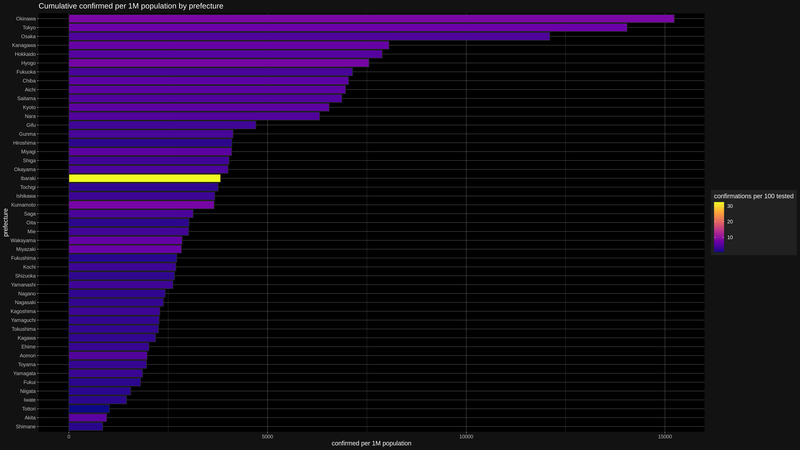 Cumulative confirmed per 1M population by prefecture
prefecture
Okinawa
Tokyo
Osaka
Kanagawa
Hokkaido
Hyogo
Fukuoka
Chiba
Aichi
Saitama
Kyoto
Nara
Gifu
Gunma
Hiroshima
Miyagi
Shiga
Okayama
Ibaraki
Tochigi
Ishikawa
Kumamoto
Saga
Oita
Mie
Wakayama
Miyazaki
Fukushima
Kochi
Shizuoka
Yamanashi
Nagano
Nagasaki
Kagoshima
Yamaguchi
Tokushima
Kagawa
Ehime
Aomori
Toyama
Yamagata
Fukui
Niigata
Iwate
Tottori
Akita
Shimane
0 5000 10000 15000
confirmed per 1M population
confirmations per 100 tested
30
20
10